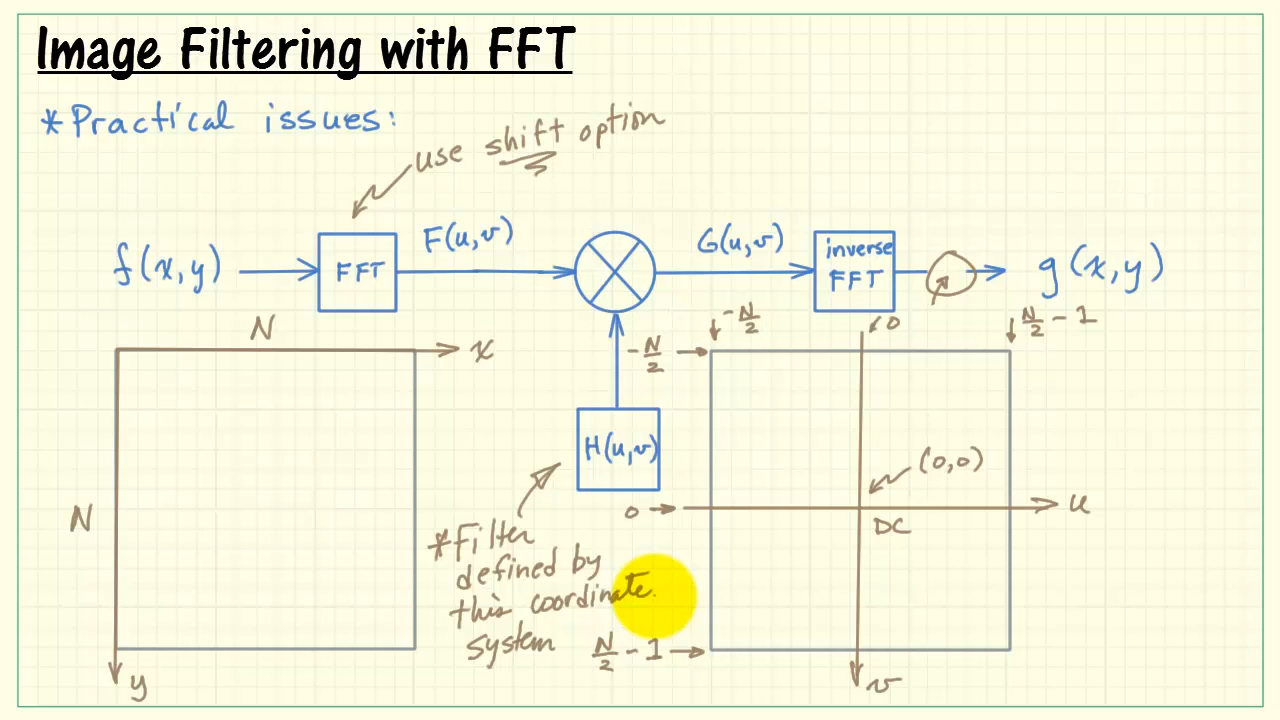 Image Filtering with FFT
*Practical issues:
use shift option
f(x,y)
FFT
F(u,v)
G(u,v)
inverse
FFT
g(x,y)
H(u,v)
N
x
N
y
*Filter
defined by
this coordinate
system
-N/2
0
N/2 - 1
-N/2
0
N/2 - 1
(0,0)
DC
u
v